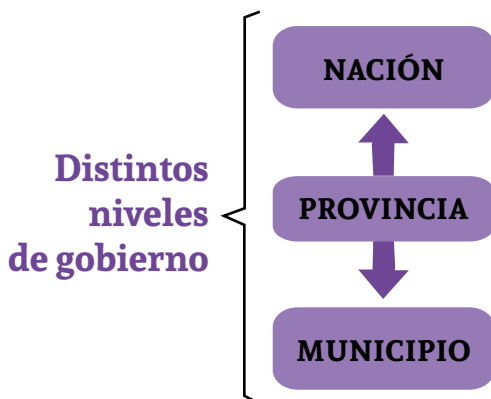 Distintos
niveles
de gobierno
NACIÓN
PROVINCIA
MUNICIPIO